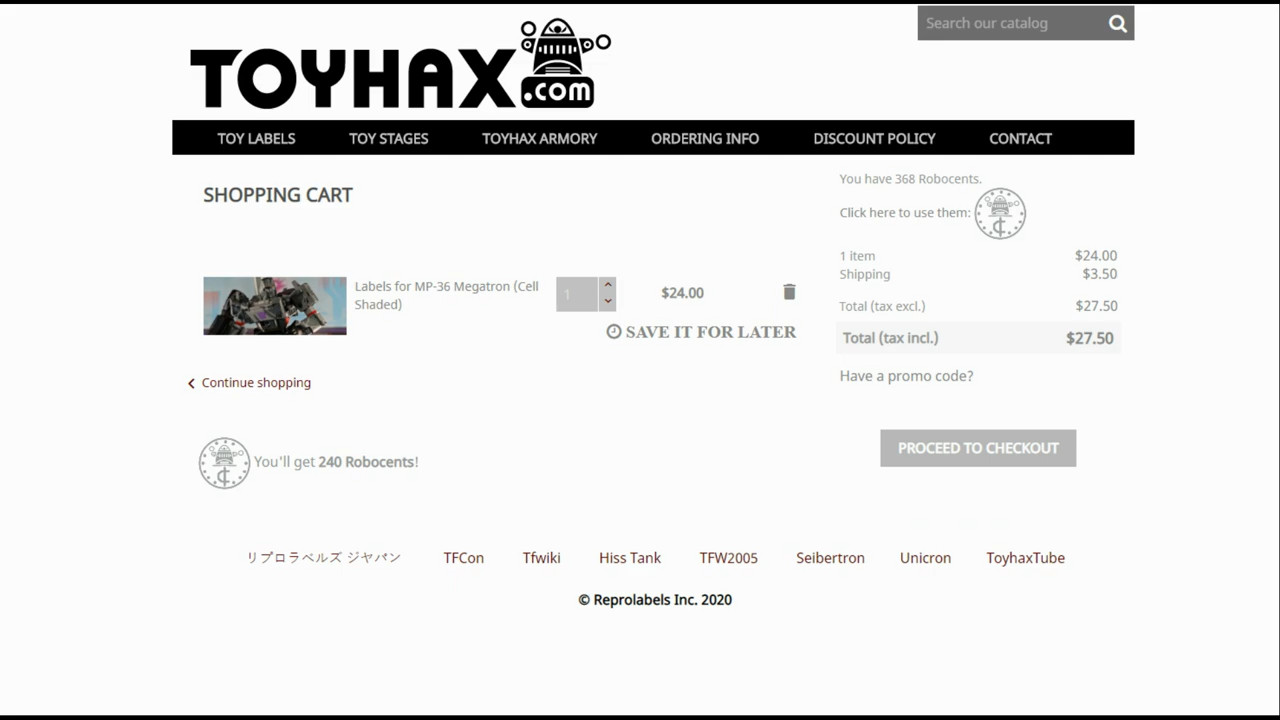 Search our catalog
TOYHAX
.com
TOY LABELS TOY STAGES TOYHAX ARMORY ORDERING INFO DISCOUNT POLICY CONTACT
SHOPPING CART
You have 368 Robocents.
Click here to use them:
1 item $24.00
Shipping $3.50
Labels for MP-36 Megatron (Cell
Shaded)
1
$24.00
SAVE IT FOR LATER
Total (tax excl.) $27.50
Total (tax incl.) $27.50
Have a promo code?
Continue shopping
PROCEED TO CHECKOUT
You'll get 240 Robocents!
リプロラベルズ ジャパン TFCon Tfwiki Hiss Tank TFW2005 Seibertron Unicron ToyhaxTube
© Reprolabels Inc. 2020